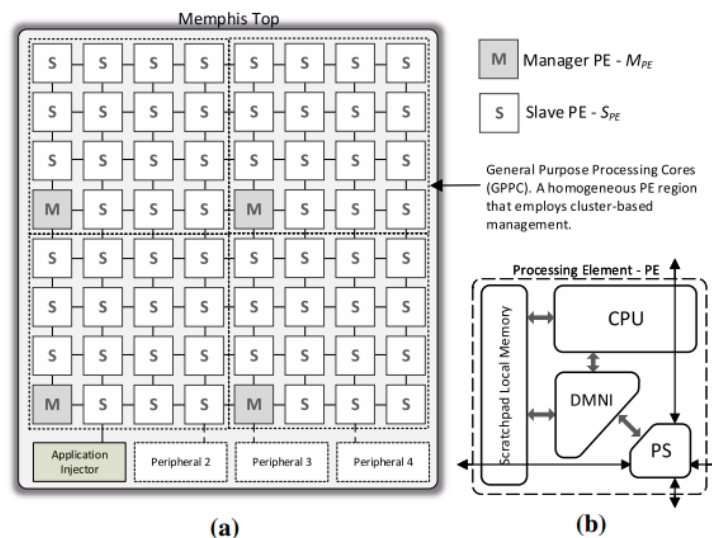 Memphis Top
S S S S S S S S
S S S S S S S S
S S S S S S S S
M S S S M S S S
S S S S S S S S
S S S S S S S S
S S S S S S S S
M S S S M S S S
Application
Injector
Peripheral 2
Peripheral 3
Peripheral 4
(a)
M Manager PE - MPE
S Slave PE - SPE
General Purpose Processing Cores
(GPPC). A homogeneous PE region
that employs cluster-based
management.
Processing Element - PE
Scratchpad Local Memory
CPU
DMNI
PS
(b)